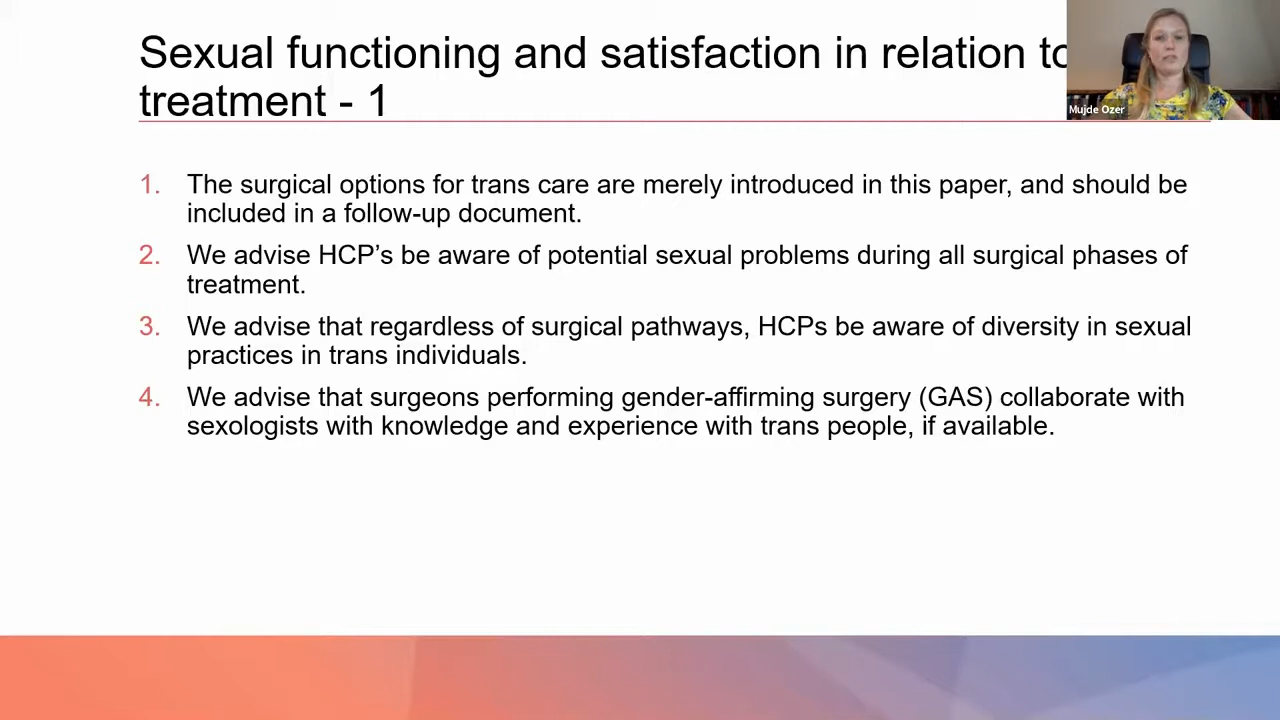 Sexual functioning and satisfaction in relation to
treatment - 1
Mujde Ozer
1. The surgical options for trans care are merely introduced in this paper, and should be
included in a follow-up document.
2. We advise HCP’s be aware of potential sexual problems during all surgical phases of
treatment.
3. We advise that regardless of surgical pathways, HCPs be aware of diversity in sexual
practices in trans individuals.
4. We advise that surgeons performing gender-affirming surgery (GAS) collaborate with
sexologists with knowledge and experience with trans people, if available.